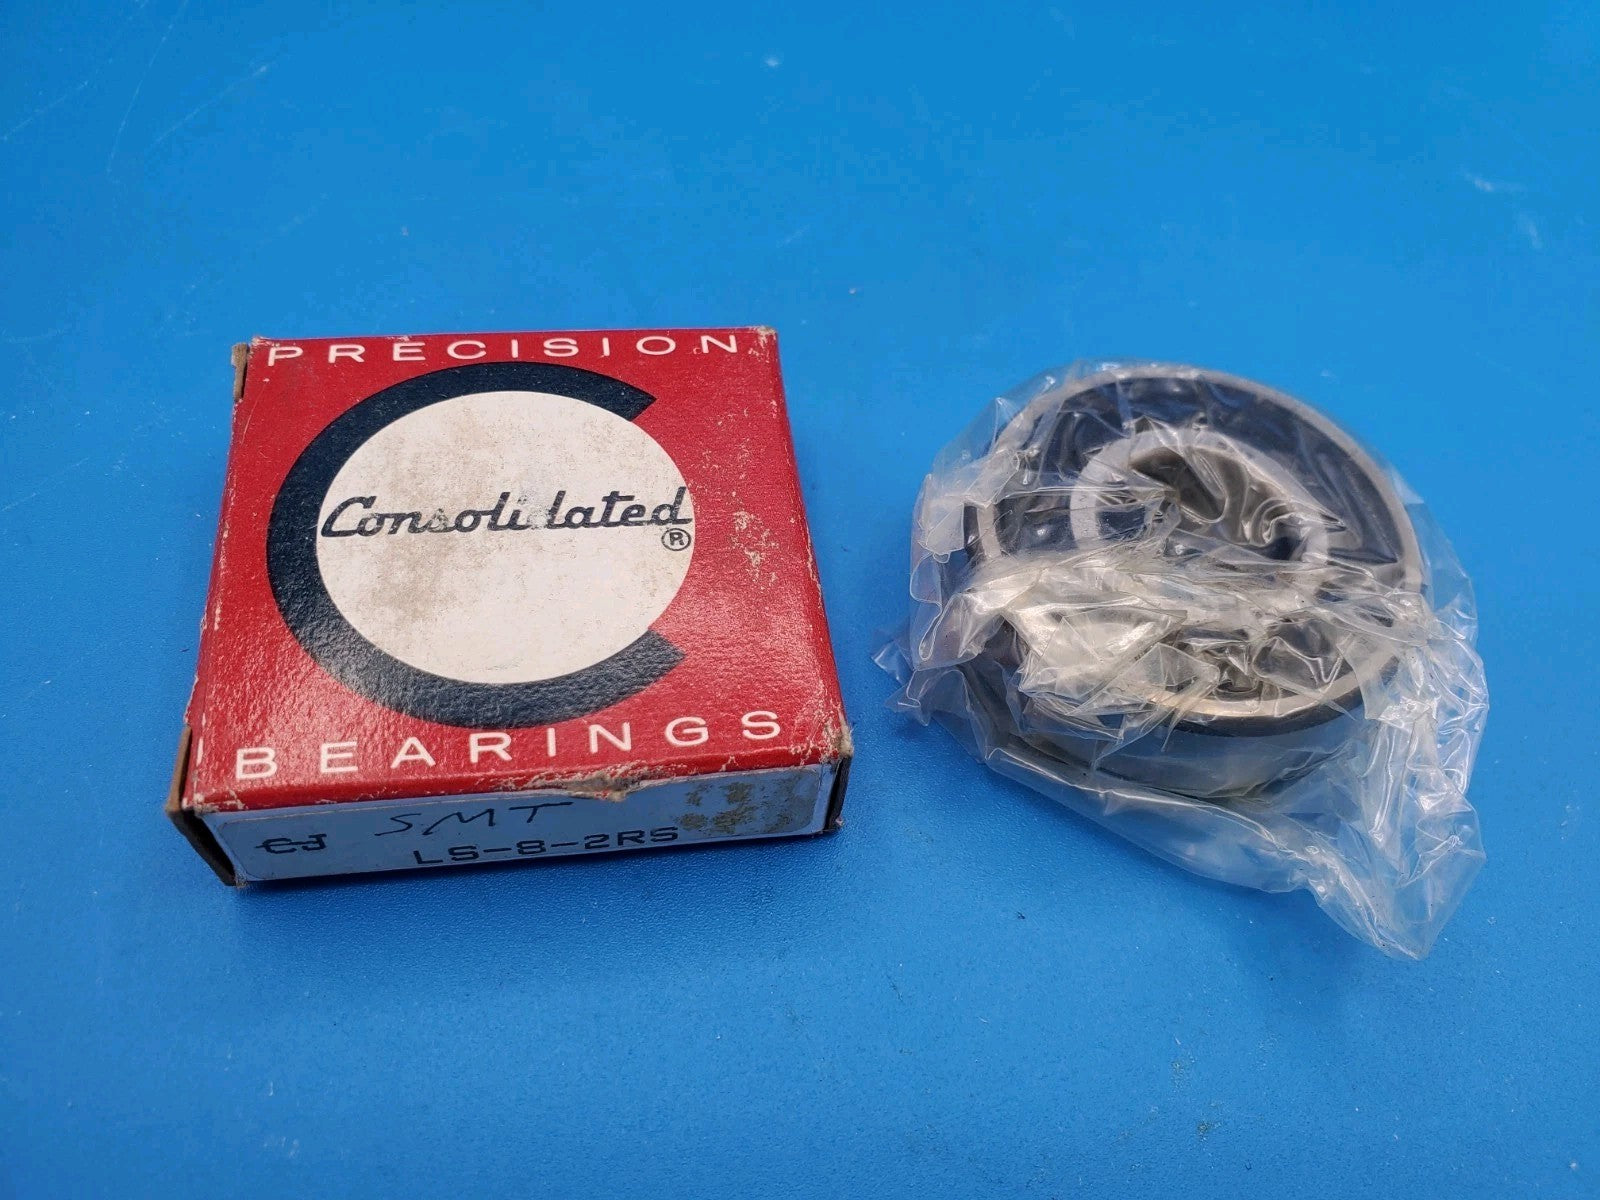 PRECISION
Consolidated
®
BEARINGS
SMT
CJ LS-8-2RS